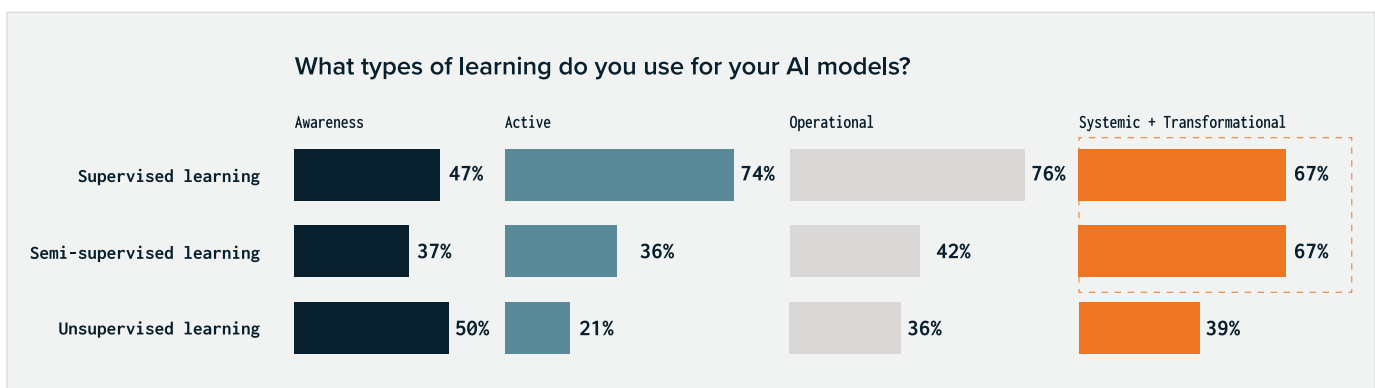 What types of learning do you use for your AI models?
Awareness Active Operational Systemic + Transformational
Supervised learning 47% 74% 76% 67%
Semi-supervised learning 37% 36% 42% 67%
Unsupervised learning 50% 21% 36% 39%